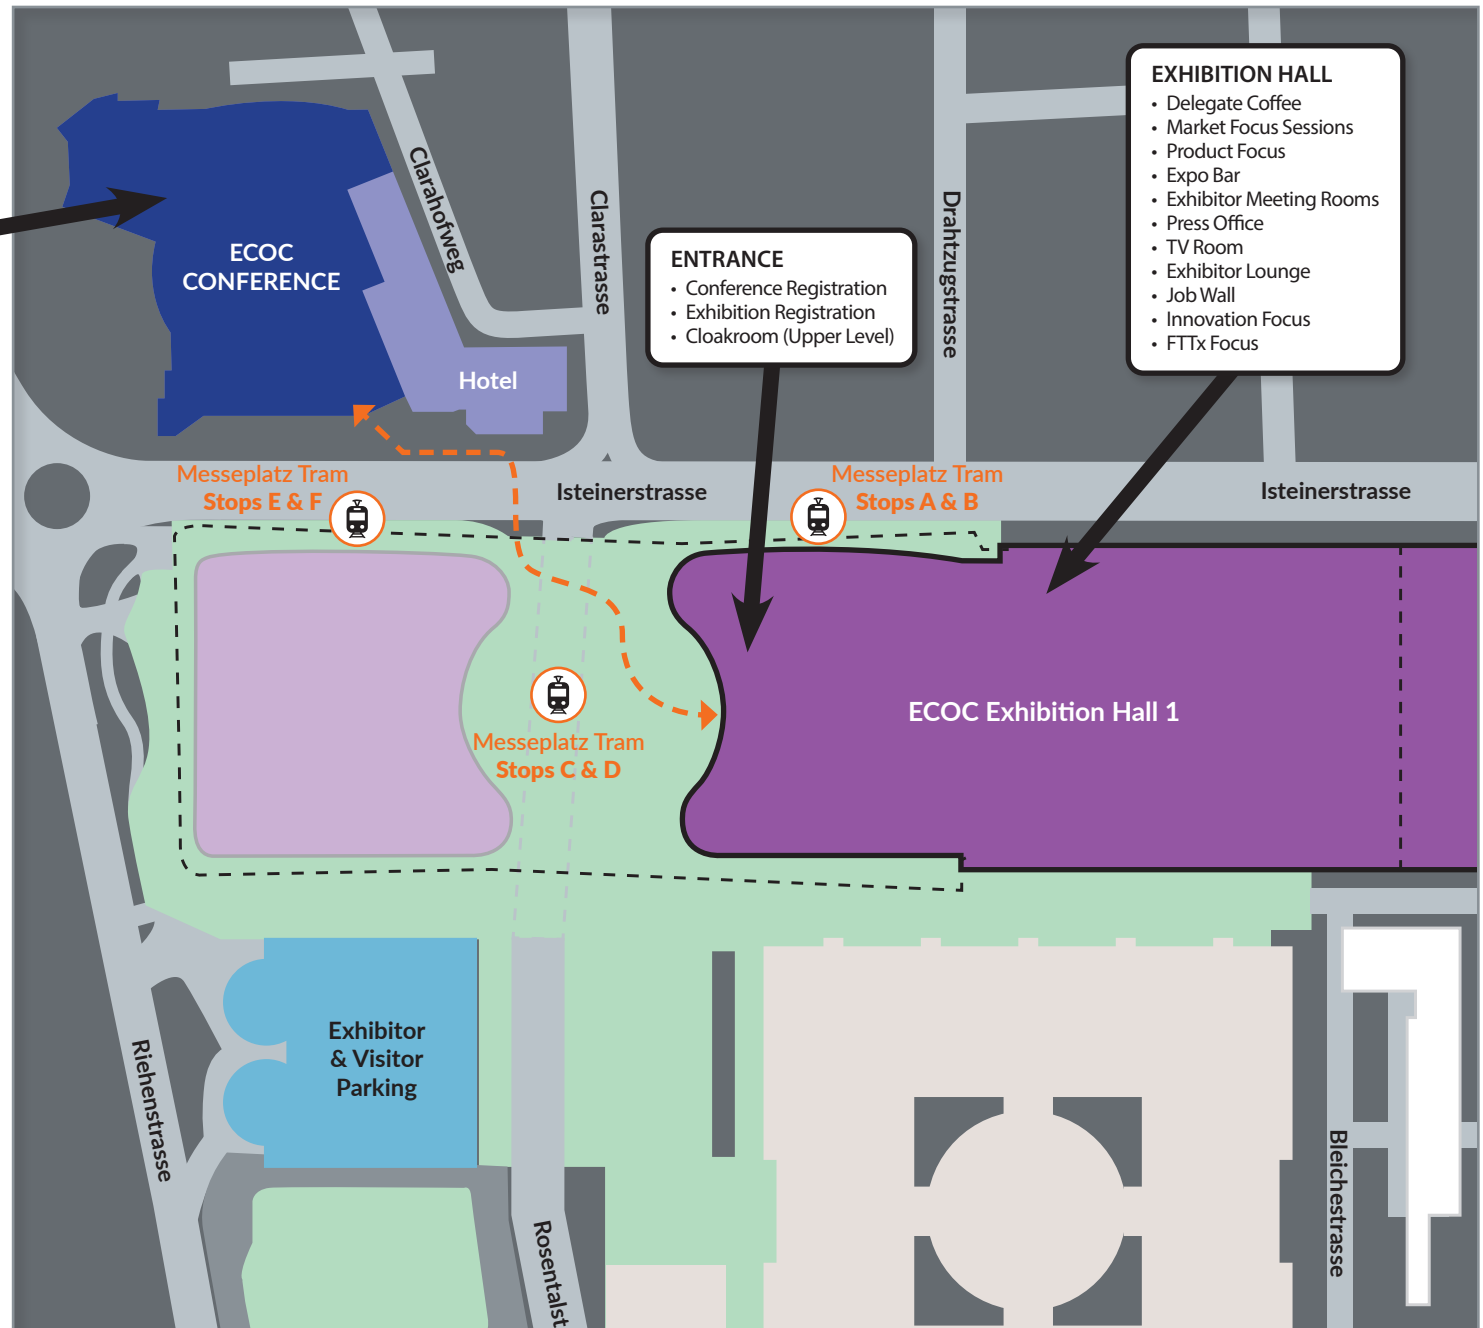 EXHIBITION HALL
• Delegate Coffee
• Market Focus Sessions
• Product Focus
• Expo Bar
• Exhibitor Meeting Rooms
• Press Office
• TV Room
• Exhibitor Lounge
• Job Wall
• Innovation Focus
• FTTx Focus
Clarahofweg
Clarastrasse
Drahtzugstrasse
ECOC
CONFERENCE
ENTRANCE
• Conference Registration
• Exhibition Registration
• Cloakroom (Upper Level)
Hotel
Messeplatz Tram
Stops E & F
Isteinerstrasse
Messeplatz Tram
Stops A & B
Isteinerstrasse
ECOC Exhibition Hall 1
Messeplatz Tram
Stops C & D
Exhibitor
& Visitor
Parking
Riehenstrasse
Rosentalst
Bleichestrasse